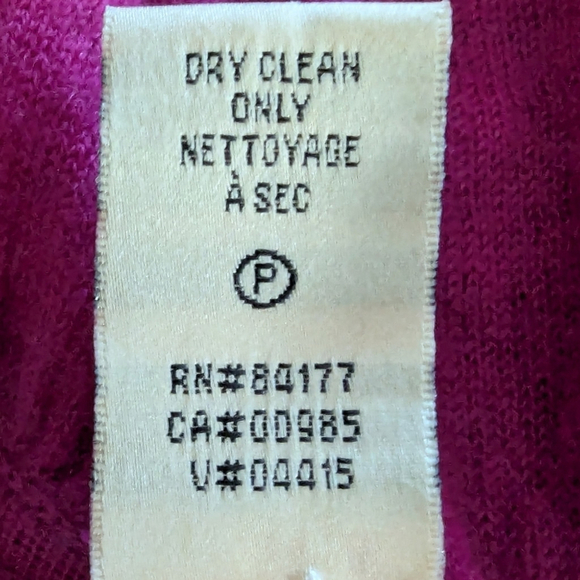 DRY CLEAN
ONLY
NETTOYAGE
À SEC
P
RN#84177
CA#00985
V#04415